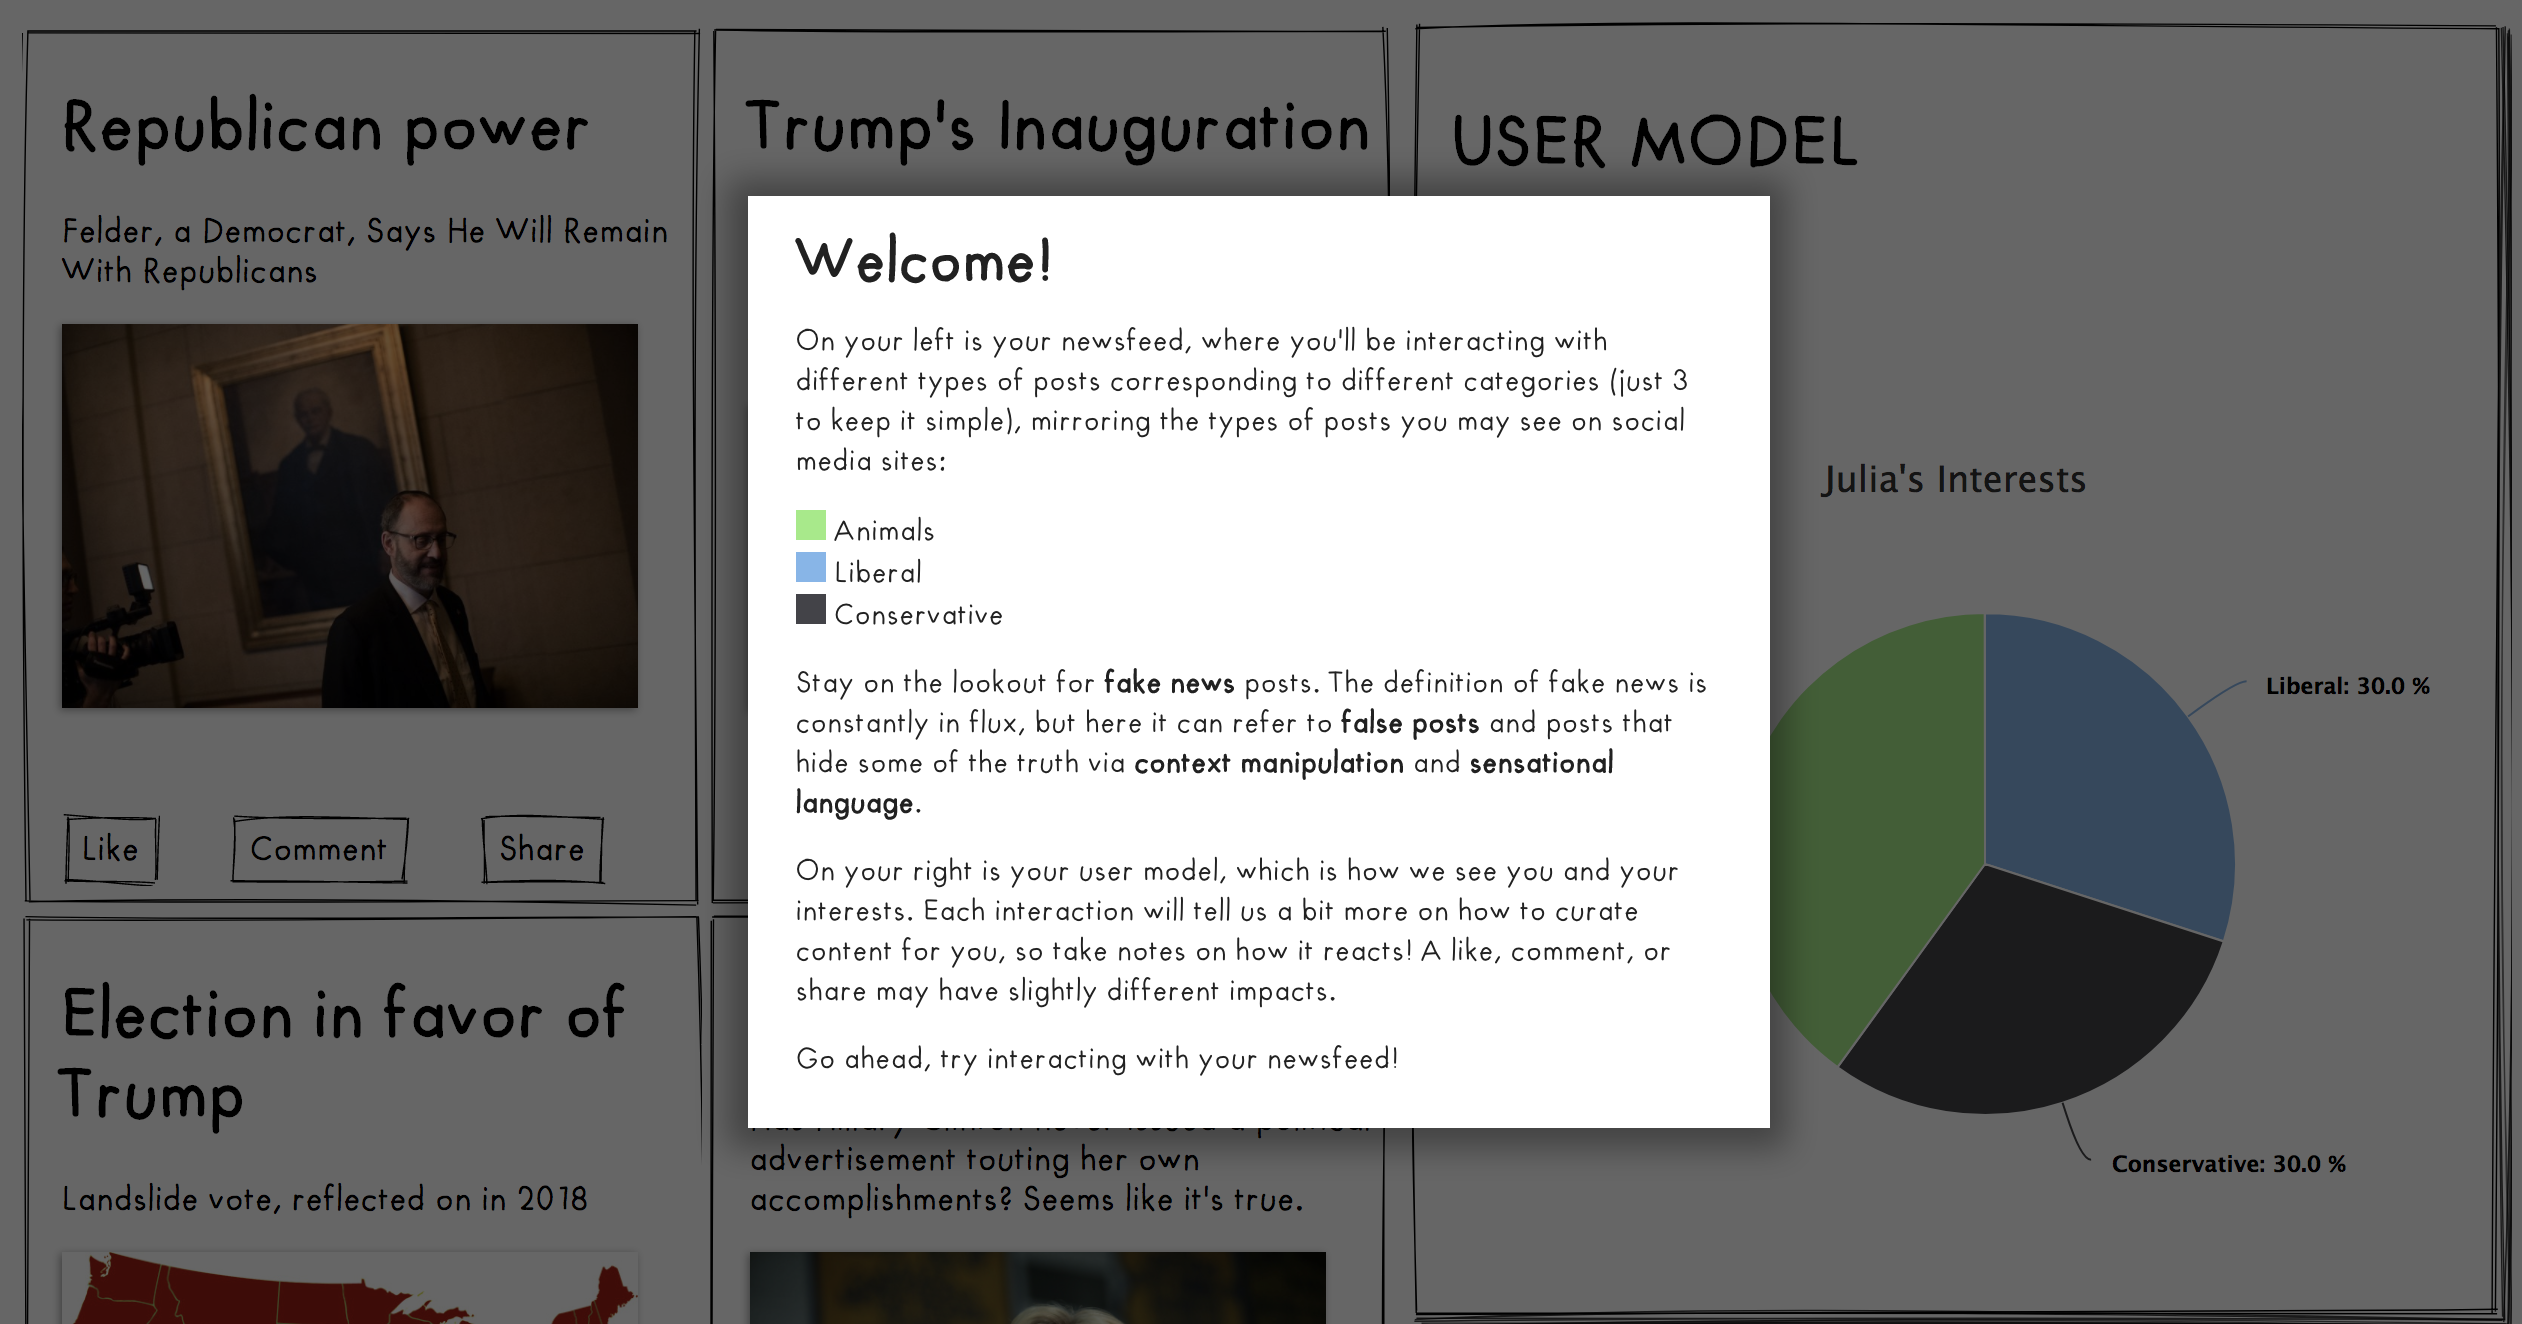 Republican power
Felder, a Democrat, Says He Will Remain
With Republicans
Like
Comment
Share
Election in favor of
Trump
Landslide vote, reflected on in 2018
Trump's Inauguration
advertisement touting her own
accomplishments? Seems like it's true.
Welcome!
On your left is your newsfeed, where you'll be interacting with
different types of posts corresponding to different categories (just 3
to keep it simple), mirroring the types of posts you may see on social
media sites:
Animals
Liberal
Conservative
Stay on the lookout for fake news posts. The definition of fake news is
constantly in flux, but here it can refer to false posts and posts that
hide some of the truth via context manipulation and sensational
language.
On your right is your user model, which is how we see you and your
interests. Each interaction will tell us a bit more on how to curate
content for you, so take notes on how it reacts! A like, comment, or
share may have slightly different impacts.
Go ahead, try interacting with your newsfeed!
USER MODEL
Julia's Interests
Liberal: 30.0 %
Conservative: 30.0 %